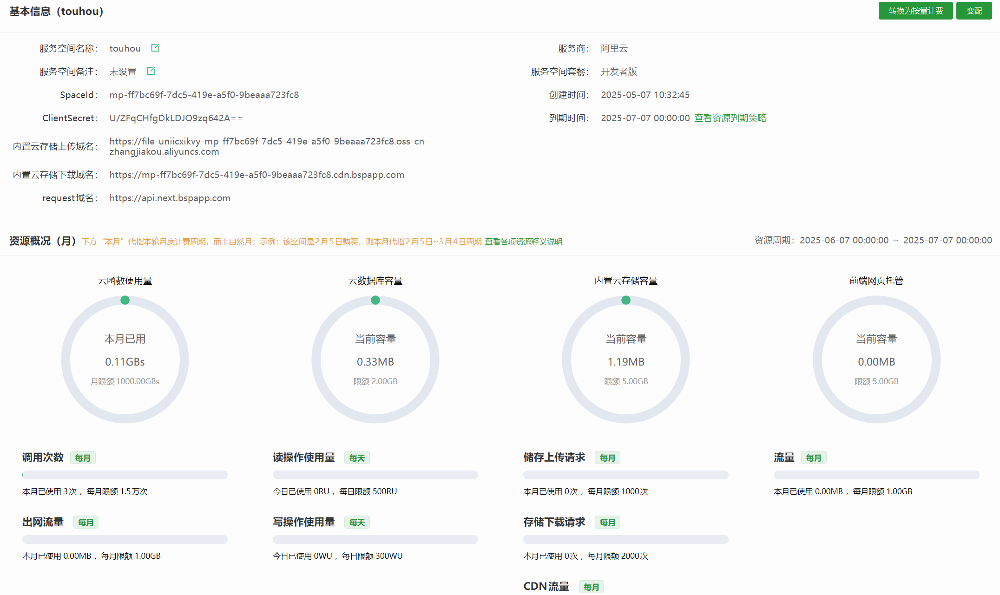 基本信息（touhou）
转换为按量计费
变配
服务空间名称： touhou
服务商： 阿里云
服务空间备注： 未设置
服务空间套餐： 开发者版
SpaceId： mp-ff7bc69f-7dc5-419e-a5f0-9beaaa723fc8
创建时间： 2025-05-07 10:32:45
ClientSecret： U/ZFqCHfgDkLDJO9zq642A==
到期时间： 2025-07-07 00:00:00 查看资源到期策略
内置云存储上传域名： https://file-uniicxikvy-mp-ff7bc69f-7dc5-419e-a5f0-9beaaa723fc8.oss-cn-
zhangjiakou.aliyuncs.com
内置云存储下载域名： https://mp-ff7bc69f-7dc5-419e-a5f0-9beaaa723fc8.cdn.bspapp.com
request域名： https://api.next.bspapp.com
资源概况（月） 下方“本月”代指本轮月度计费周期，而非自然月；示例：该空间是2月5日购买，则本月代指2月5日~3月4日周期 查看各项资源释义说明
资源周期：2025-06-07 00:00:00 ~ 2025-07-07 00:00:00
云函数使用量
本月已用
0.11GBs
月限额 1000.00GBs
云数据库容量
当前容量
0.33MB
限额 2.00GB
内置云存储容量
当前容量
1.19MB
限额 5.00GB
前端网页托管
当前容量
0.00MB
限额 5.00GB
调用次数 每月
本月已使用 3次 ，每月限额 1.5万次
读操作使用量 每天
今日已使用 0RU ，每日限额 500RU
储存上传请求 每月
本月已使用 0次 ，每月限额 1000次
流量 每月
本月已使用 0.00MB ，每月限额 1.00GB
出网流量 每月
本月已使用 0.00MB ，每月限额 1.00GB
写操作使用量 每天
今日已使用 0WU ，每日限额 300WU
存储下载请求 每月
本月已使用 0次 ，每月限额 2000次
CDN流量 每月